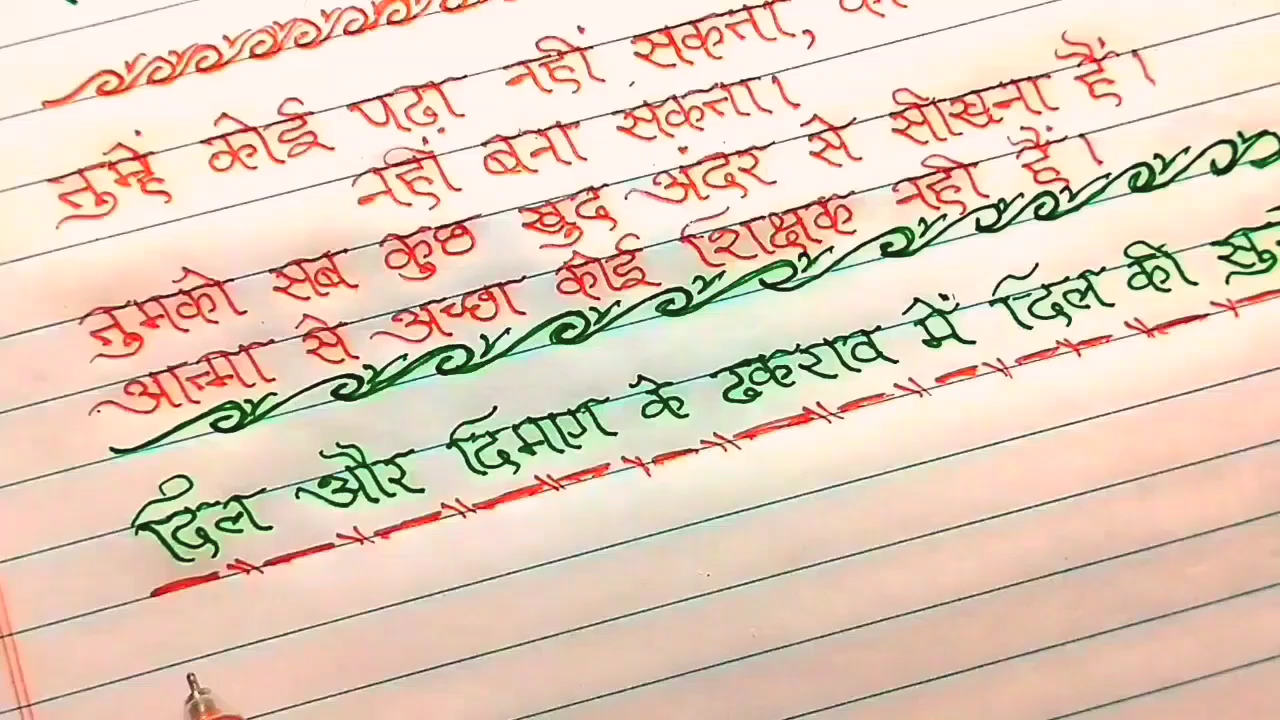 तुम्हें कोई पढ़ा नहीं सकता,
नहीं बना सकता।
तुमको सब कुछ खुद अंदर से सीखना हैं।
आत्मा से अच्छा कोई शिक्षक नही हैं।
दिल और दिमाग के टकराव में दिल की